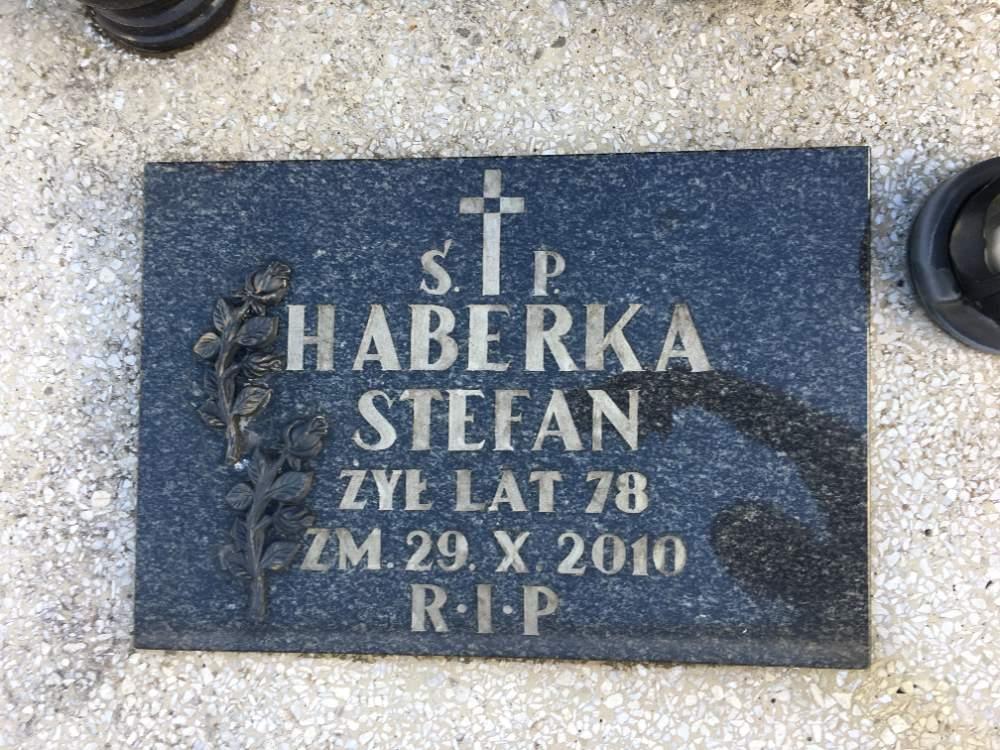 Ś. P.
HABERKA
STEFAN
ŻYŁ LAT 78
ZM. 29. X. 2010
R·I·P